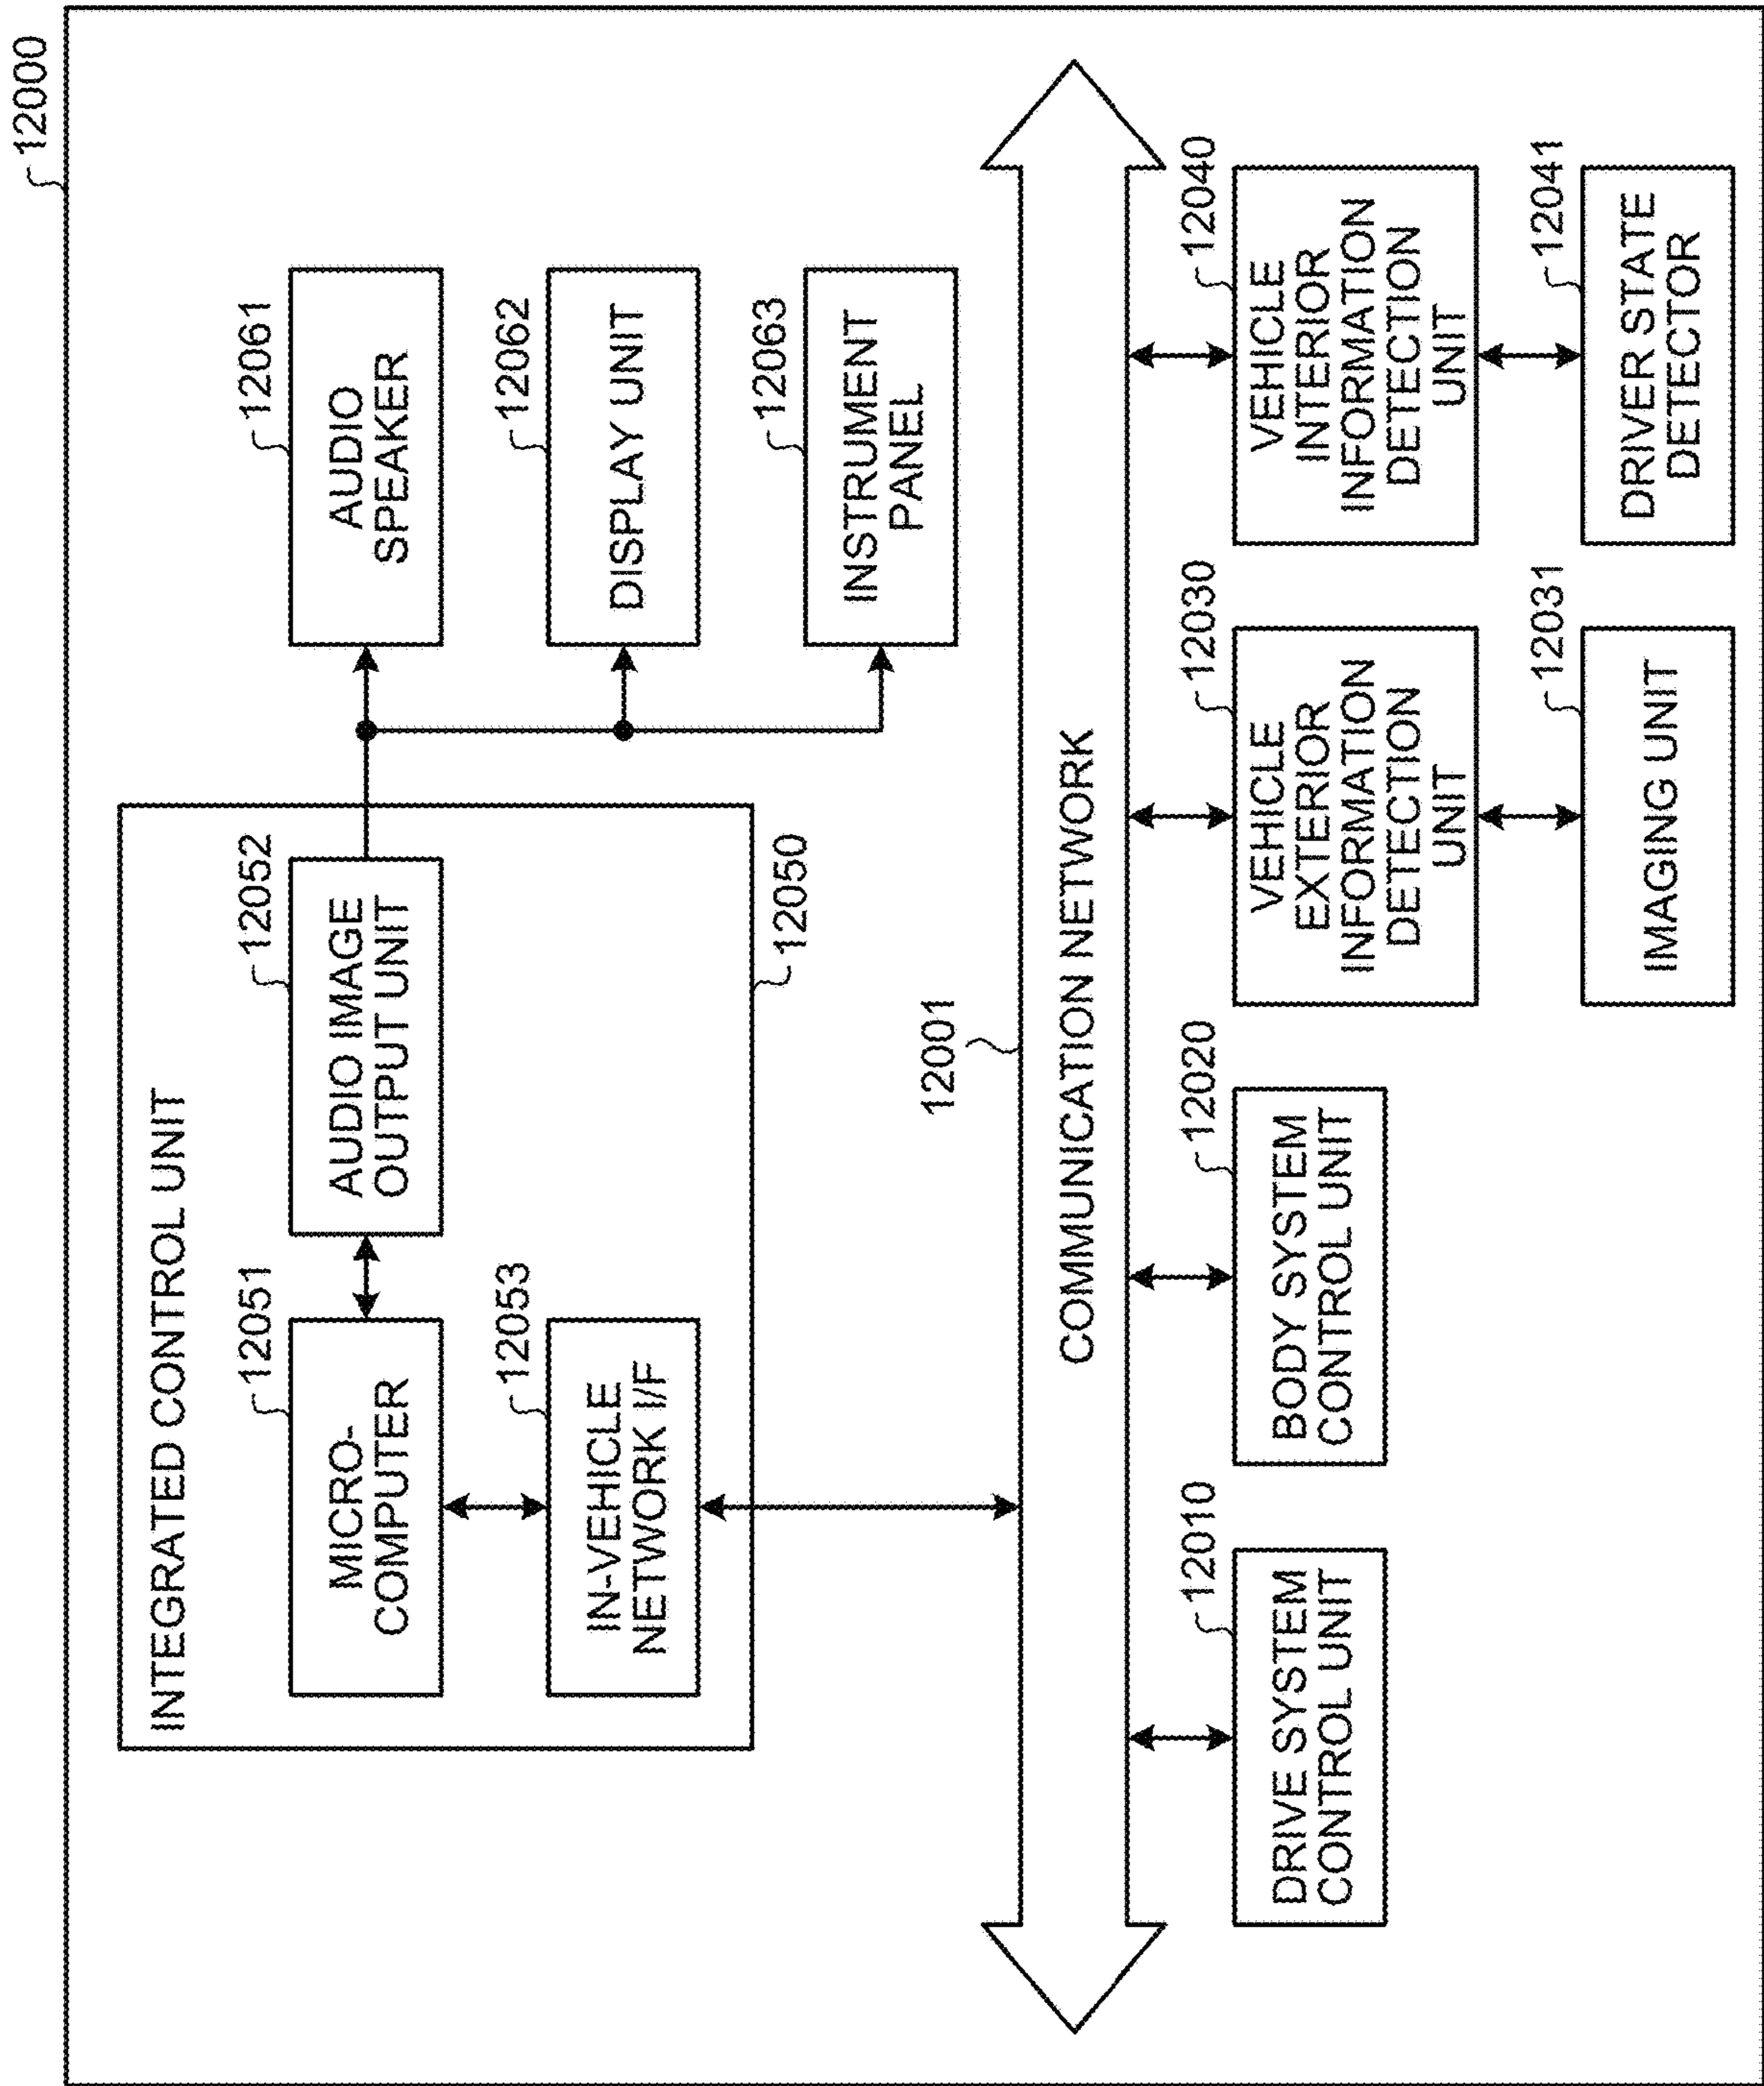 12000
INTEGRATED CONTROL UNIT
12051
MICRO-
COMPUTER
12052
AUDIO IMAGE
OUTPUT UNIT
12061
AUDIO
SPEAKER
12053
IN-VEHICLE
NETWORK I/F
12062
DISPLAY UNIT
12050
12063
INSTRUMENT
PANEL
12001
COMMUNICATION NETWORK
12010
DRIVE SYSTEM
CONTROL UNIT
12020
BODY SYSTEM
CONTROL UNIT
12030
VEHICLE
EXTERIOR
INFORMATION
DETECTION
UNIT
12040
VEHICLE
INTERIOR
INFORMATION
DETECTION
UNIT
12031
IMAGING UNIT
12041
DRIVER STATE
DETECTOR